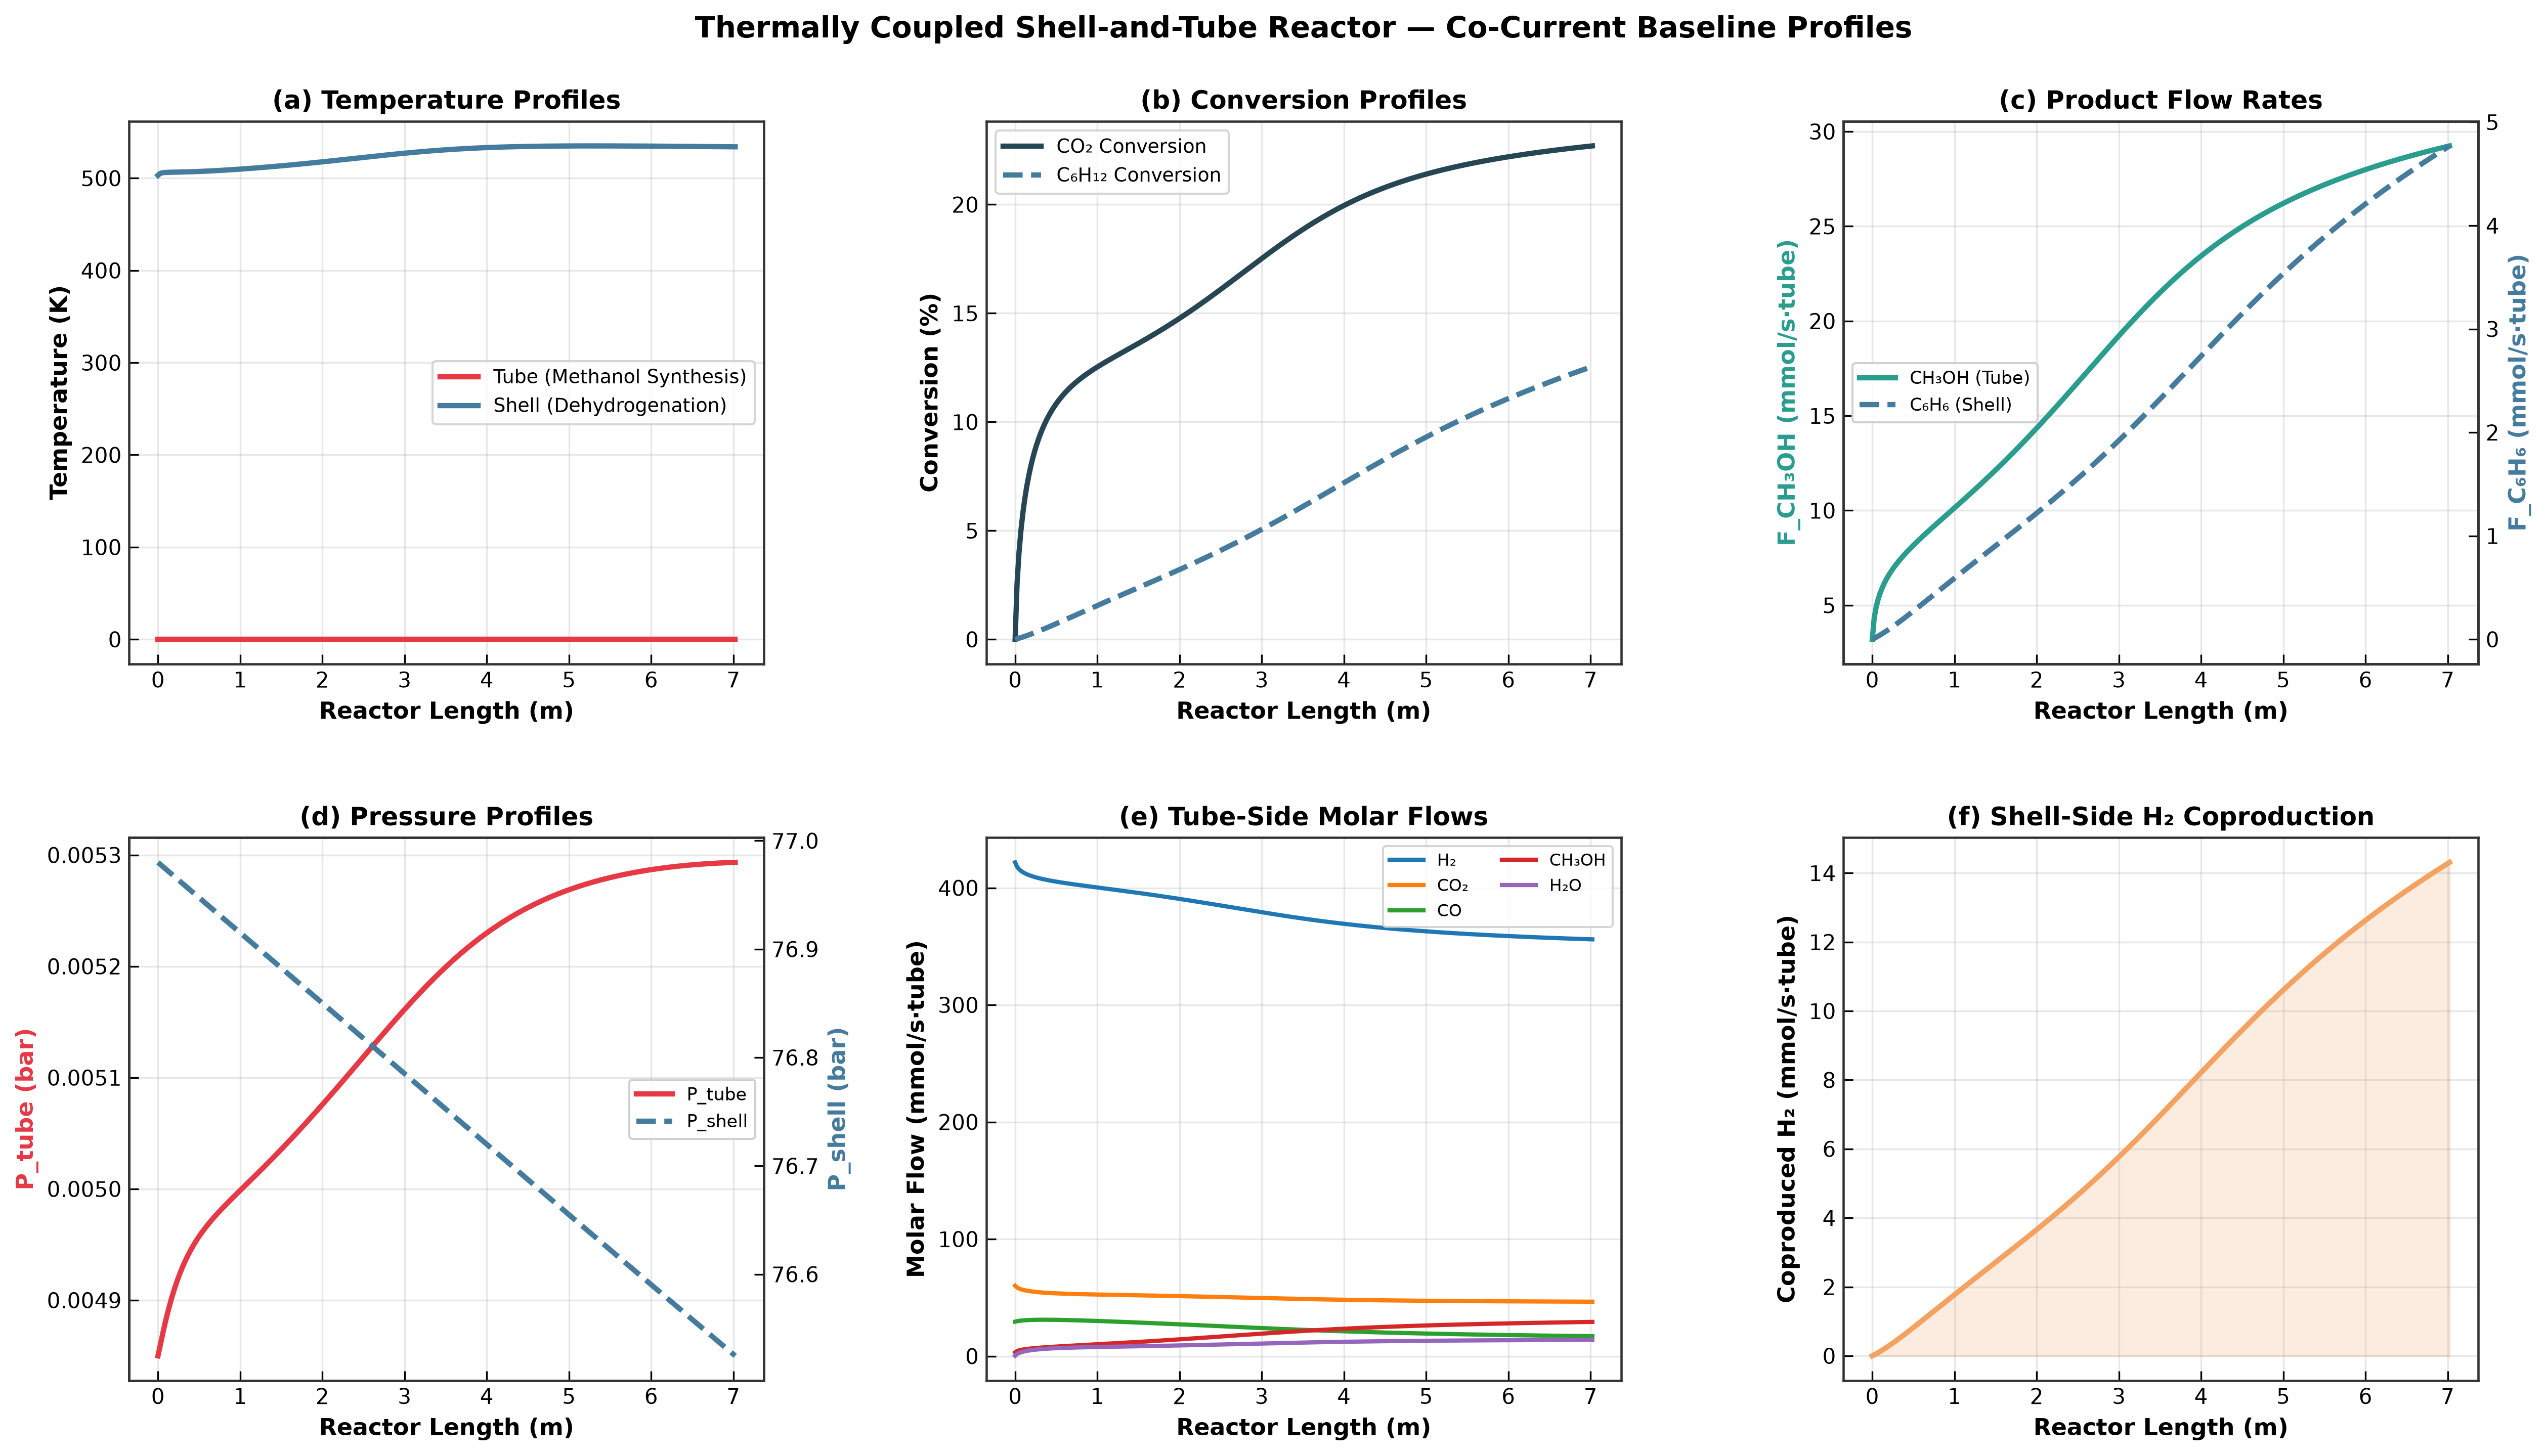 Thermally Coupled Shell-and-Tube Reactor — Co-Current Baseline Profiles
(a) Temperature Profiles
Temperature (K)
500
400
300
200
100
0
Tube (Methanol Synthesis)
Shell (Dehydrogenation)
0 1 2 3 4 5 6 7
Reactor Length (m)
(b) Conversion Profiles
Conversion (%)
20
15
10
5
0
CO₂ Conversion
C₆H₁₂ Conversion
0 1 2 3 4 5 6 7
Reactor Length (m)
(c) Product Flow Rates
F_CH₃OH (mmol/s·tube)
30
25
20
15
10
5
CH₃OH (Tube)
C₆H₆ (Shell)
5
4
3
2
1
0
F_C₆H₆ (mmol/s·tube)
0 1 2 3 4 5 6 7
Reactor Length (m)
(d) Pressure Profiles
P_tube (bar)
0.0053
0.0052
0.0051
0.0050
0.0049
P_tube
P_shell
77.0
76.9
76.8
76.7
76.6
P_shell (bar)
0 1 2 3 4 5 6 7
Reactor Length (m)
(e) Tube-Side Molar Flows
Molar Flow (mmol/s·tube)
400
300
200
100
0
H₂
CO₂
CO
CH₃OH
H₂O
0 1 2 3 4 5 6 7
Reactor Length (m)
(f) Shell-Side H₂ Coproduction
Coproduced H₂ (mmol/s·tube)
14
12
10
8
6
4
2
0
0 1 2 3 4 5 6 7
Reactor Length (m)